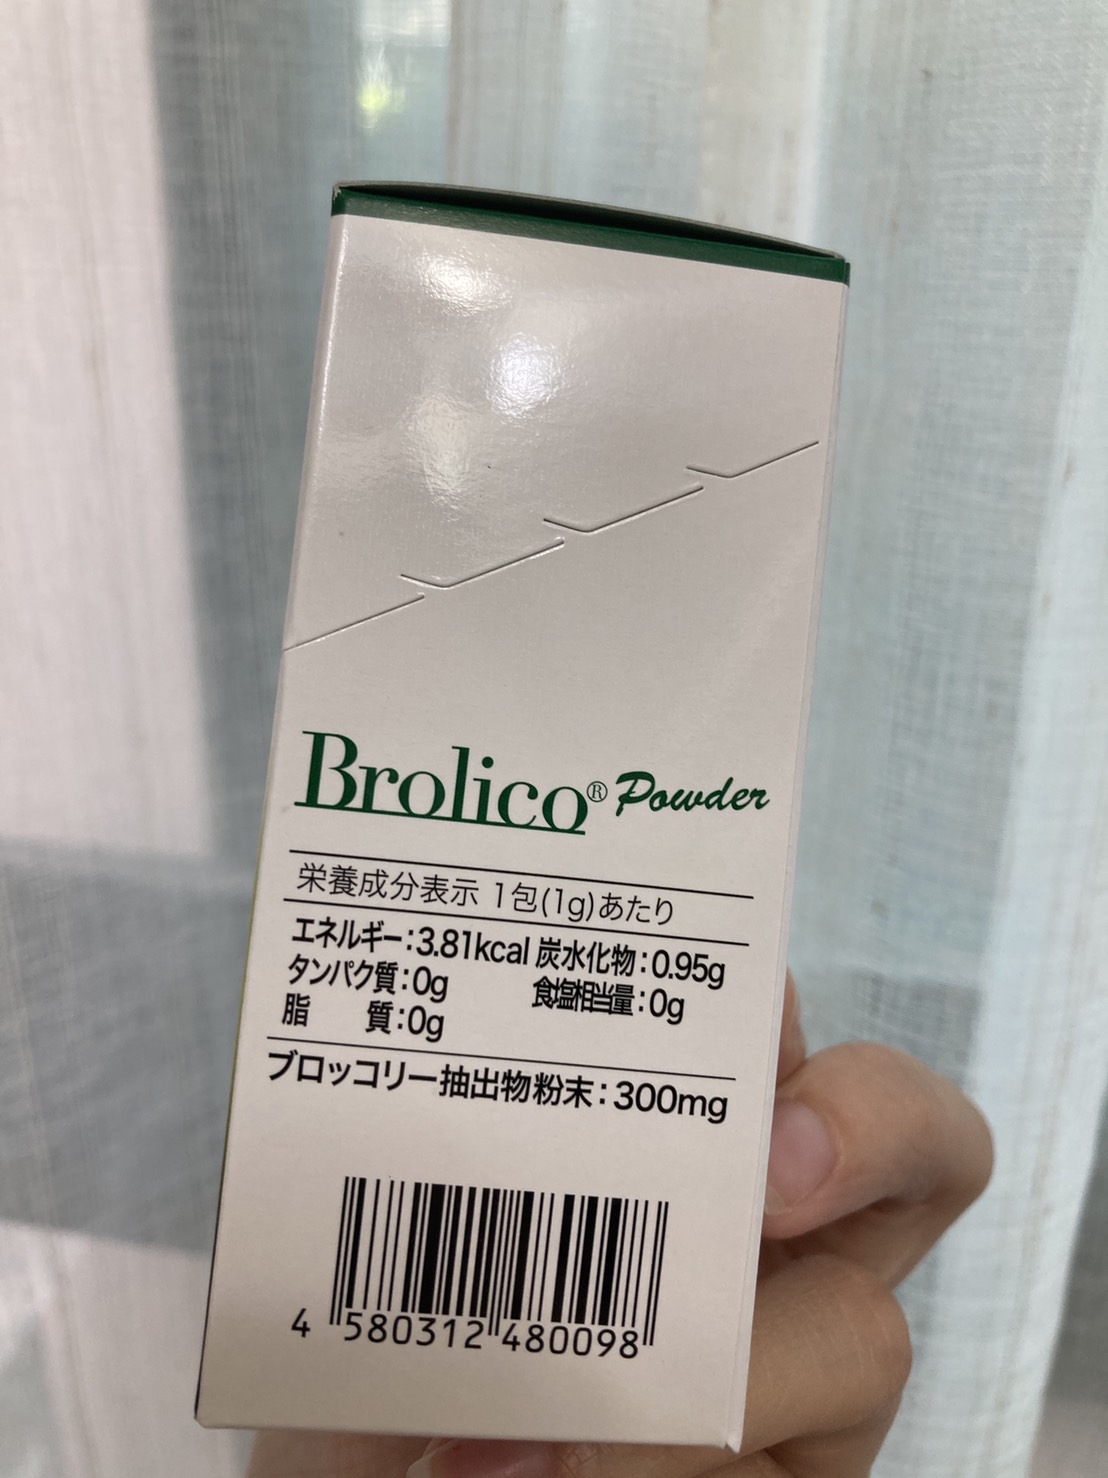 Brolico® Powder
栄養成分表示 1包(1g)あたり
エネルギー:3.81kcal 炭水化物:0.95g
タンパク質:0g 食塩相当量:0g
脂　　質:0g
ブロッコリー抽出物粉末:300mg
4 580312 480098